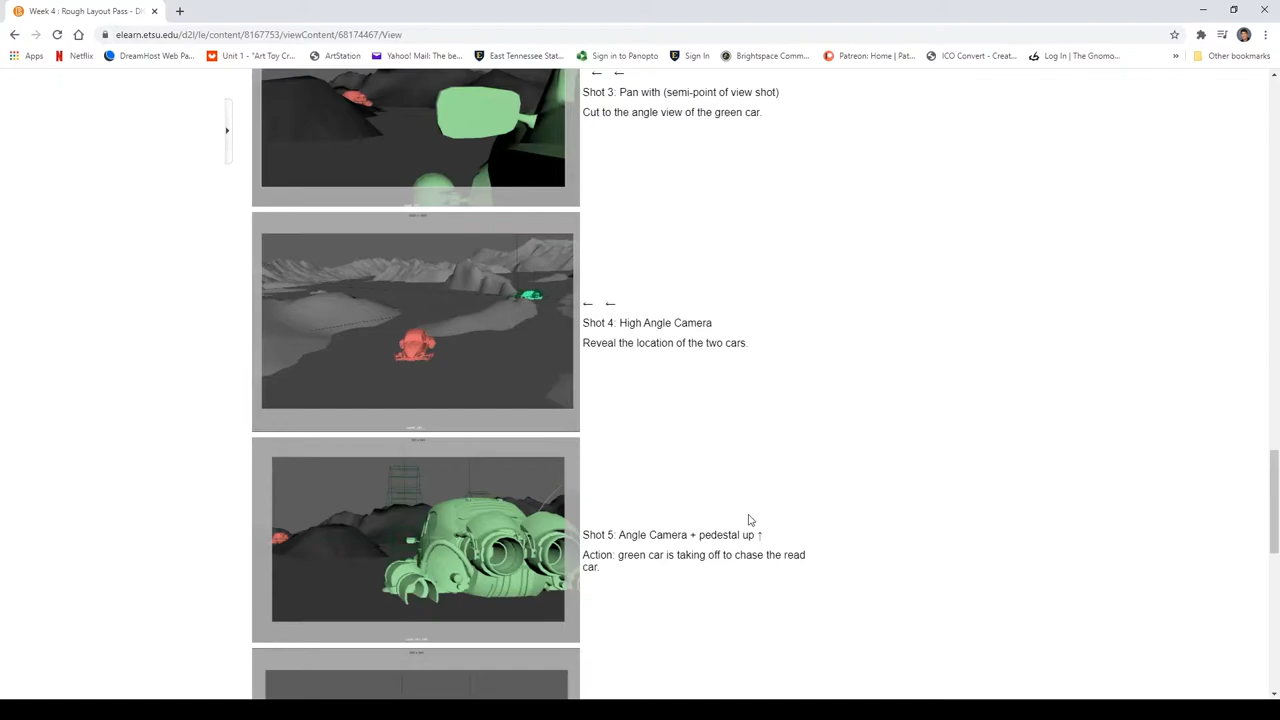 Week 4 : Rough Layout Pass - DI
elearn.etsu.edu/d2l/le/content/8167753/viewContent/68174467/View
Apps
Netflix
DreamHost Web Pa...
Unit 1 - "Art Toy Cr...
ArtStation
Yahoo! Mail: The be...
East Tennessee Stat...
Sign in to Panopto
Sign In
Brightspace Comm...
Patreon: Home | Pat...
ICO Convert - Creat...
Log In | The Gnomo...
»
Other bookmarks
← ←
Shot 3: Pan with (semi-point of view shot)
Cut to the angle view of the green car.
← ←
Shot 4: High Angle Camera
Reveal the location of the two cars.
Shot 5: Angle Camera + pedestal up ↑
Action: green car is taking off to chase the read
car.